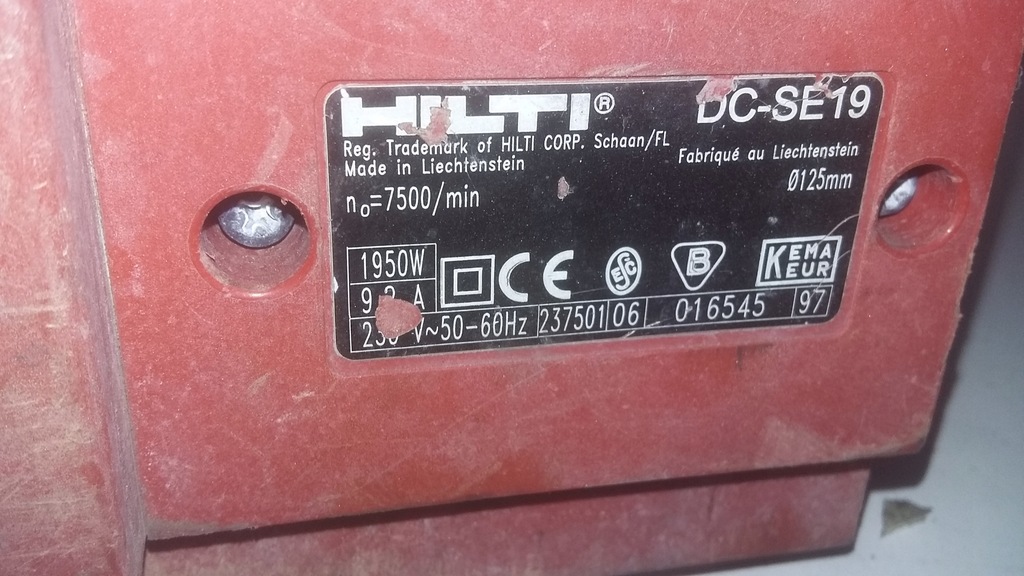 HILTI® DC-SE19
Reg. Trademark of HILTI CORP. Schaan/FL
Made in Liechtenstein Fabriqué au Liechtenstein
n₀=7500/min Ø125mm
1950W CE ESC B KEMA EUR
A
V~50-60Hz 237501 06 016545 97